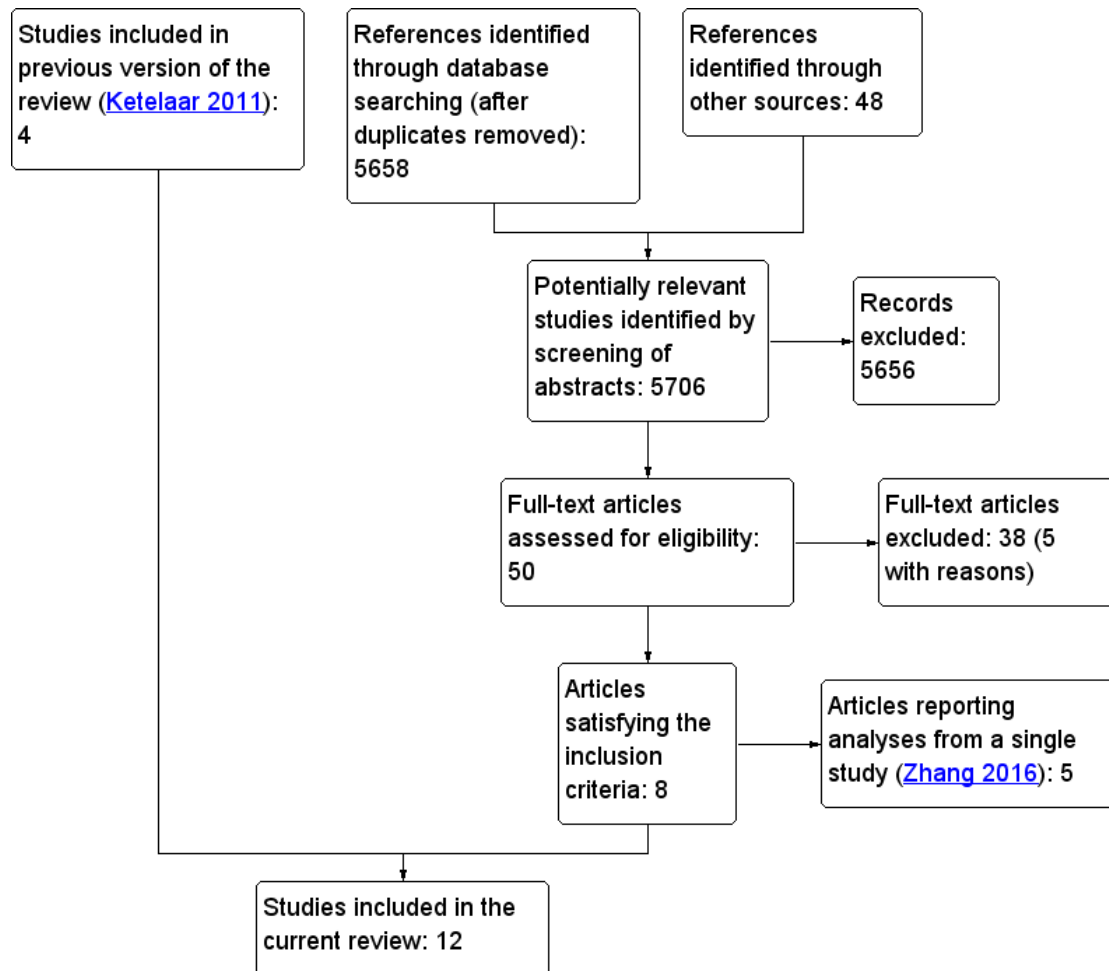 Studies included in
previous version of the
review (Ketelaar 2011):
4
References identified
through database
searching (after
duplicates removed):
5658
References
identified through
other sources: 48
Potentially relevant
studies identified by
screening of
abstracts: 5706
Records
excluded:
5656
Full-text articles
assessed for eligibility:
50
Full-text articles
excluded: 38 (5
with reasons)
Articles
satisfying the
inclusion
criteria: 8
Articles reporting
analyses from a single
study (Zhang 2016): 5
Studies included in the
current review: 12